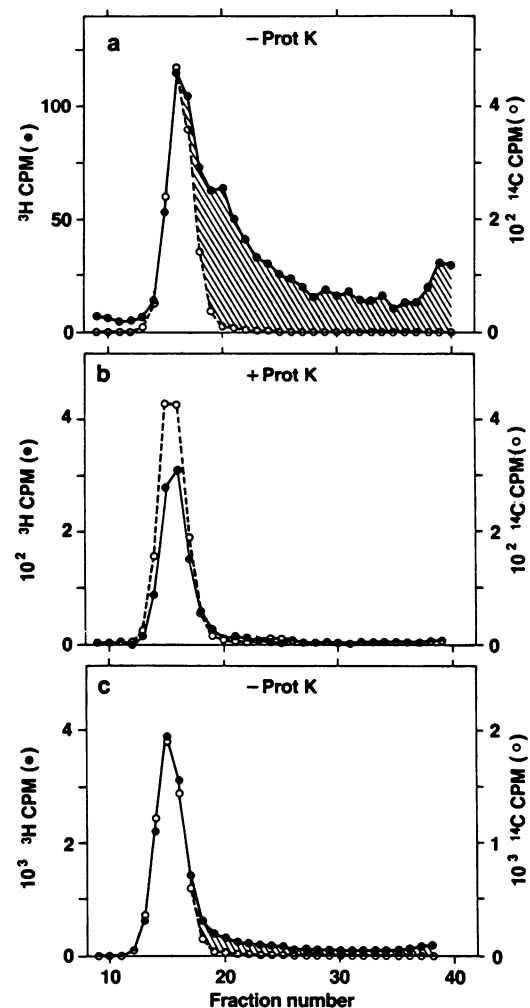 a
− Prot K
³H CPM (●)
100
50
0
4
2
0
10² ¹⁴C CPM (○)
b
+ Prot K
10² ³H CPM (●)
4
2
0
4
2
0
10² ¹⁴C CPM (○)
c
− Prot K
10³ ³H CPM (●)
4
2
0
2
1
0
10³ ¹⁴C CPM (○)
10 20 30 40
Fraction number